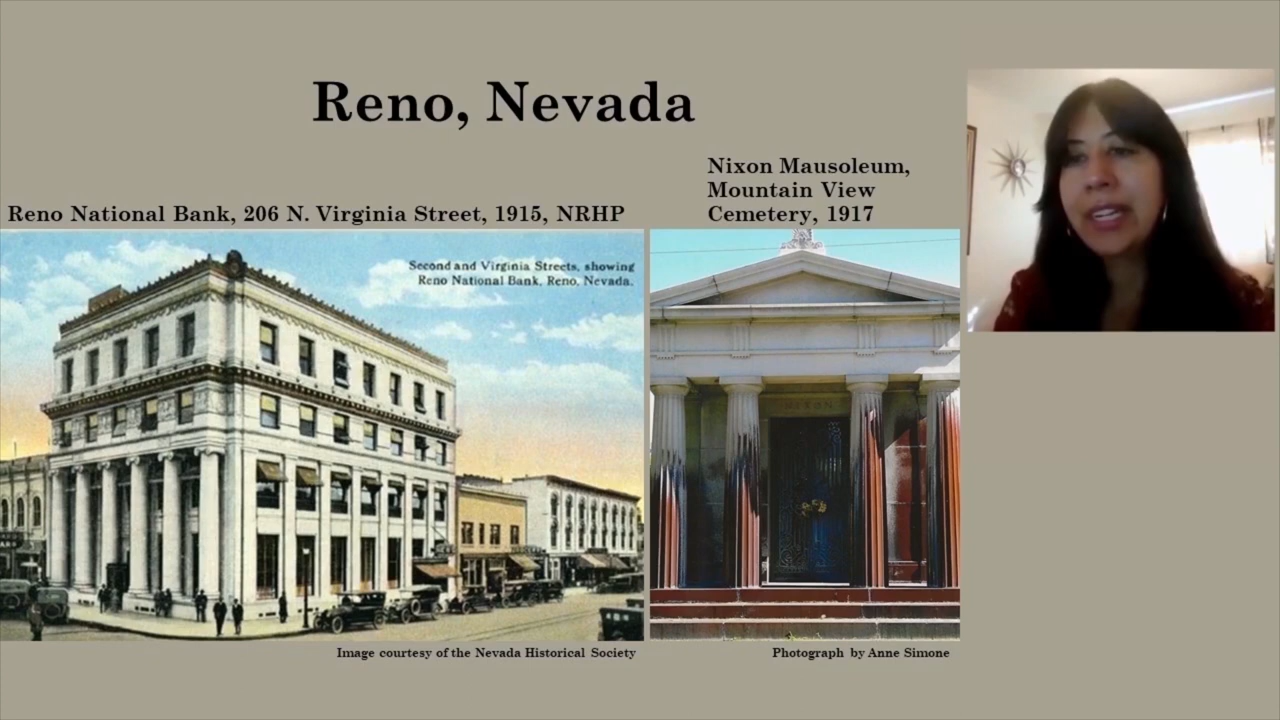 Reno, Nevada
Nixon Mausoleum,
Mountain View
Cemetery, 1917
Reno National Bank, 206 N. Virginia Street, 1915, NRHP
Second and Virginia Streets, showing
Reno National Bank, Reno, Nevada.
NIXON
Image courtesy of the Nevada Historical Society
Photograph by Anne Simone